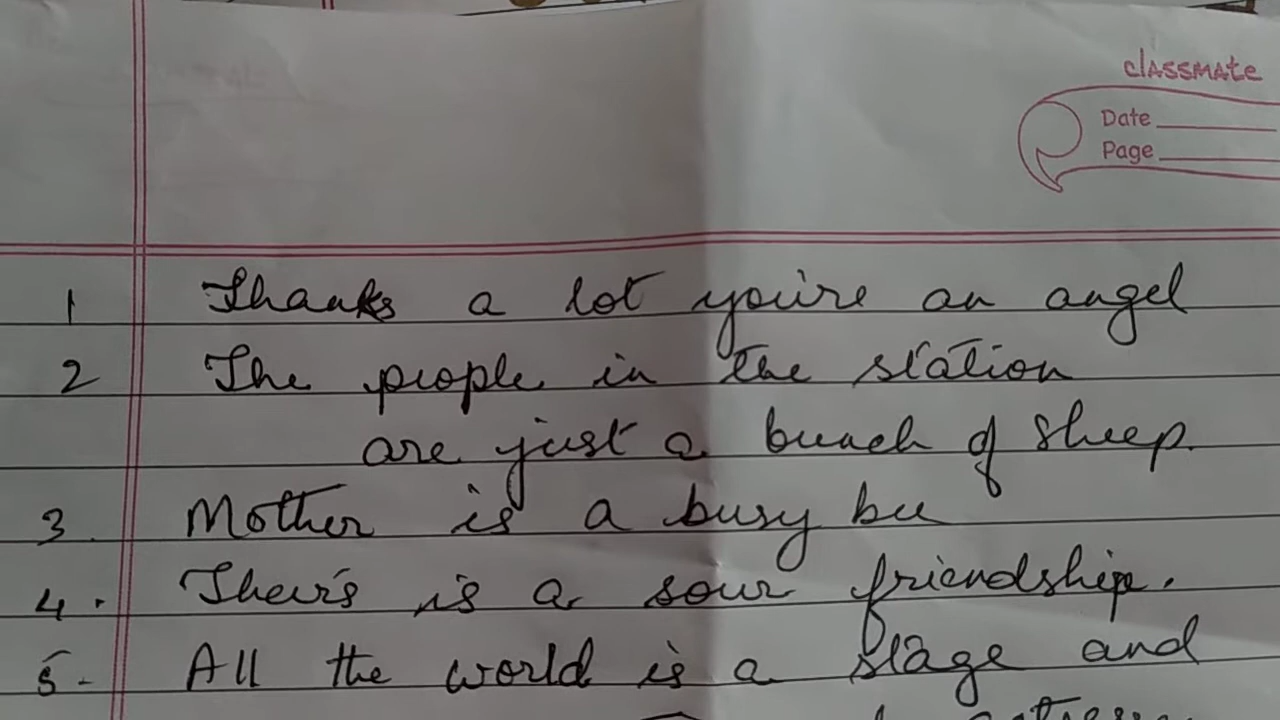 classmate
Date
Page
1 Thanks a lot you're an angel
2 The people in the station
are just a bunch of sheep.
3. Mother is a busy bee
4. Their's is a sour friendship.
5- All the world is a stage and